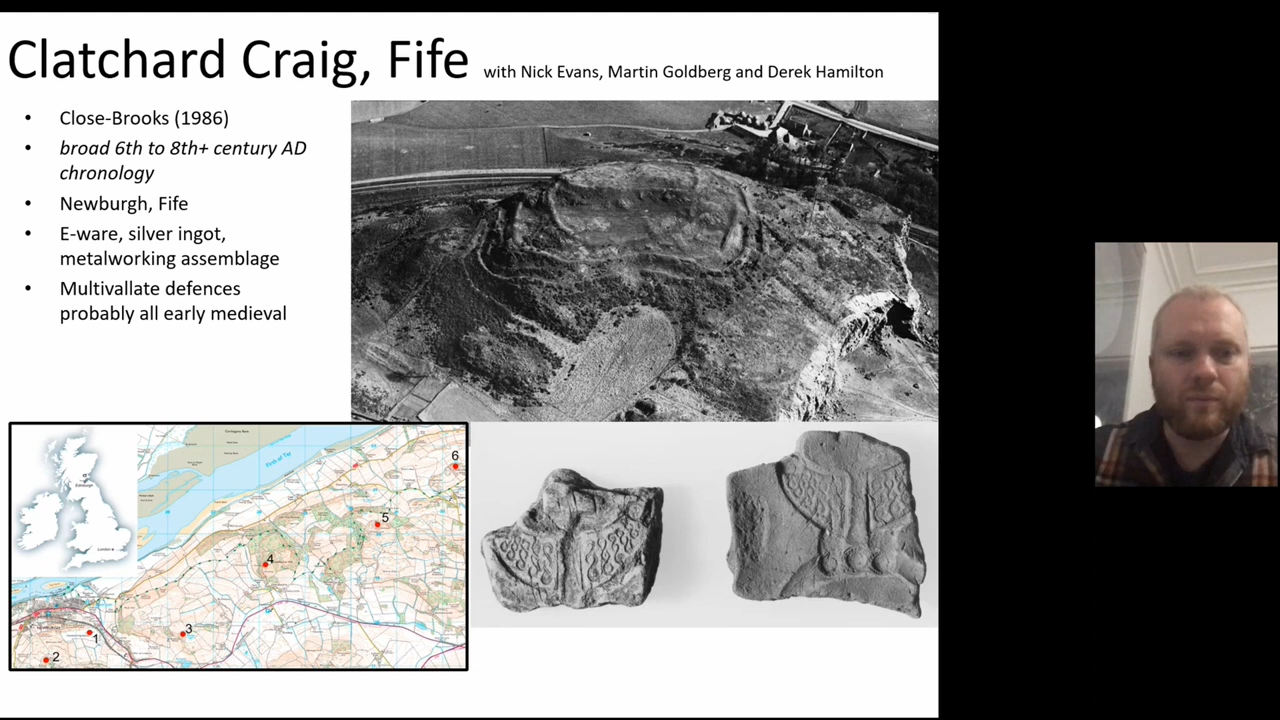 Clatchard Craig, Fife with Nick Evans, Martin Goldberg and Derek Hamilton
• Close-Brooks (1986)
• broad 6th to 8th+ century AD
chronology
• Newburgh, Fife
• E-ware, silver ingot,
metalworking assemblage
• Multivallate defences
probably all early medieval
Edinburgh
London
Firth of Tay
6
5
4
3
1
2